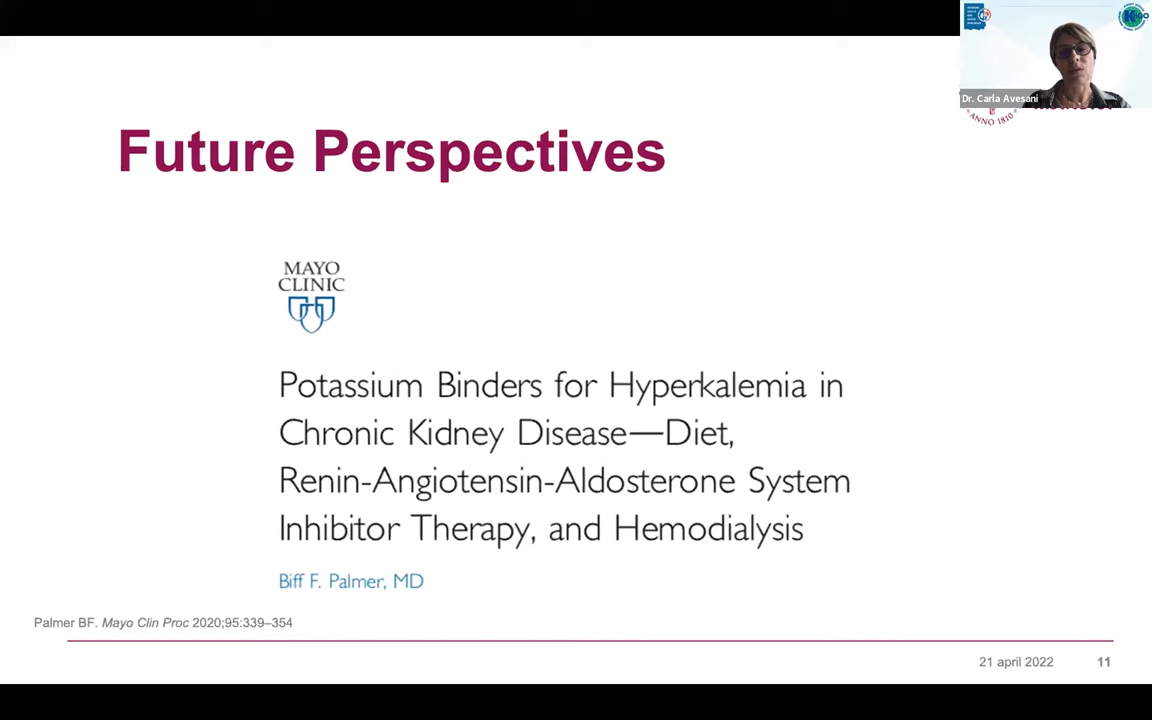 Dr. Carla Avesani
ANNO 1810
Future Perspectives
MAYO
CLINIC
Potassium Binders for Hyperkalemia in
Chronic Kidney Disease—Diet,
Renin-Angiotensin-Aldosterone System
Inhibitor Therapy, and Hemodialysis
Biff F. Palmer, MD
Palmer BF. Mayo Clin Proc 2020;95:339–354
21 april 2022
11